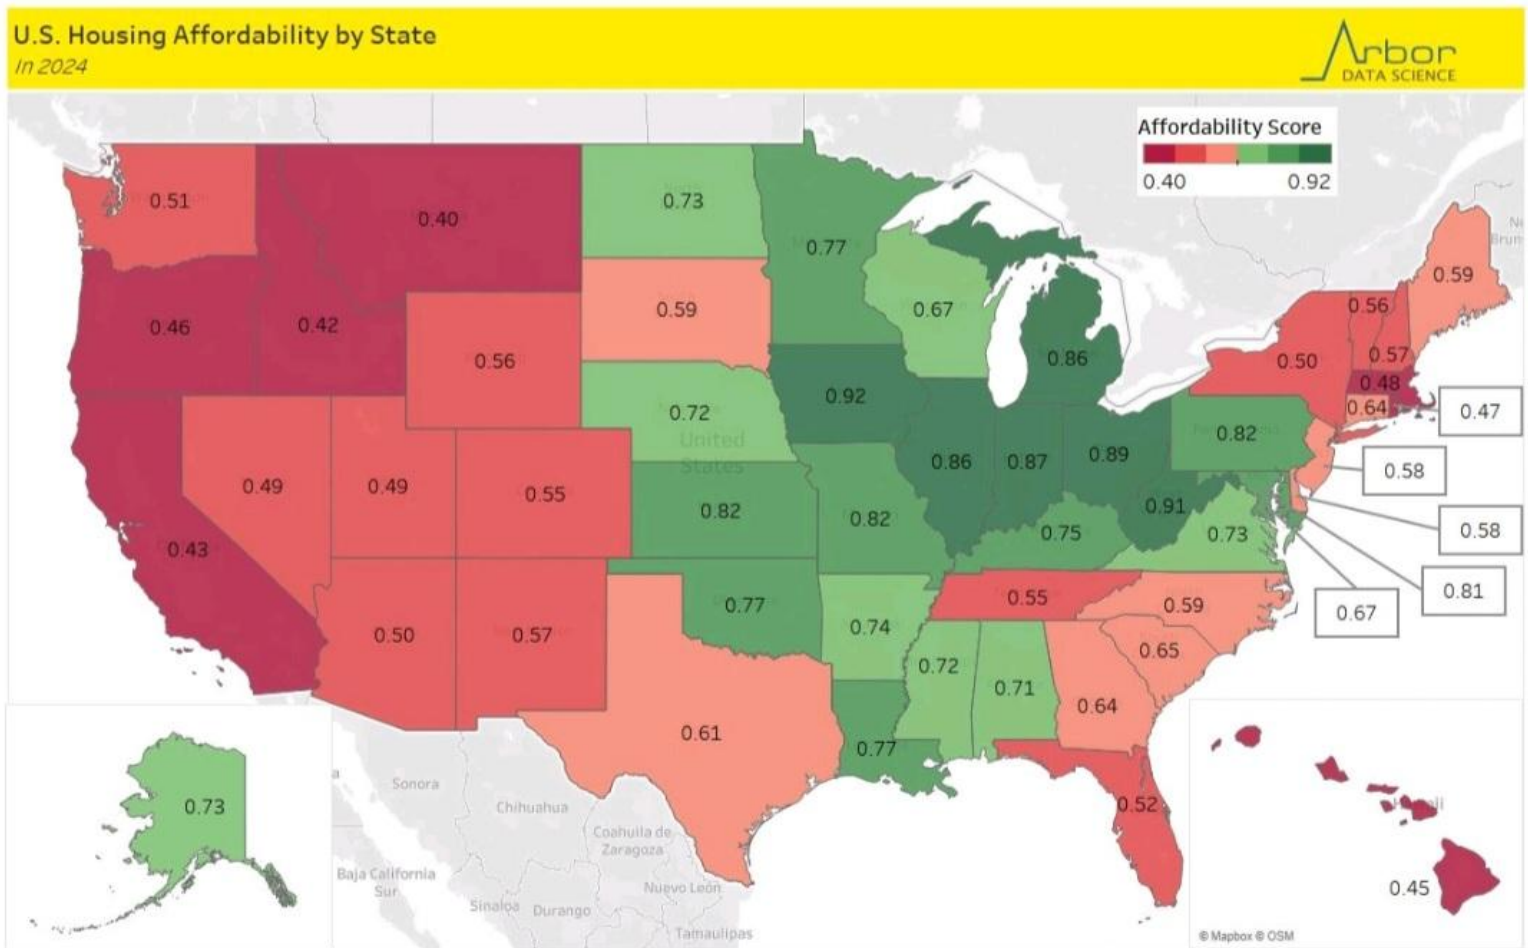 U.S. Housing Affordability by State
In 2024
Arbor
DATA SCIENCE
Affordability Score
0.40
0.92
0.51
0.40
0.73
0.77
0.67
0.86
0.59
0.46
0.42
0.56
0.59
0.56
0.57
0.50
0.48
0.64
0.47
0.92
0.72
United
States
0.82
0.58
0.49
0.49
0.55
0.82
0.82
0.86
0.87
0.89
0.91
0.75
0.73
0.58
0.81
0.67
0.43
0.50
0.57
0.77
0.74
0.55
0.59
0.65
0.61
0.77
0.72
0.71
0.64
0.52
0.73
0.45
Sonora
Chihuahua
Coahuila de
Zaragoza
Baja California
Sur
Nuevo León
Sinaloa
Durango
Tamaulipas
© Mapbox © OSM